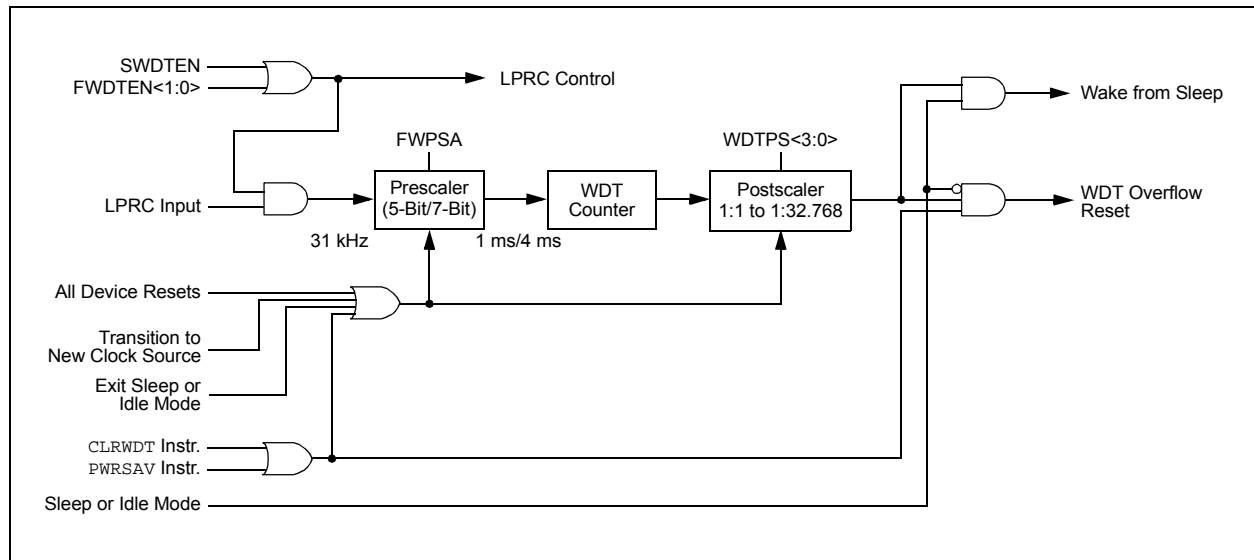 SWDTEN
FWDTEN<1:0>
LPRC Control
Wake from Sleep
FWPSA
WDTPS<3:0>
LPRC Input
Prescaler
(5-Bit/7-Bit)
WDT
Counter
Postscaler
1:1 to 1:32.768
WDT Overflow
Reset
31 kHz
1 ms/4 ms
All Device Resets
Transition to
New Clock Source
Exit Sleep or
Idle Mode
CLRWDT Instr.
PWRSAV Instr.
Sleep or Idle Mode